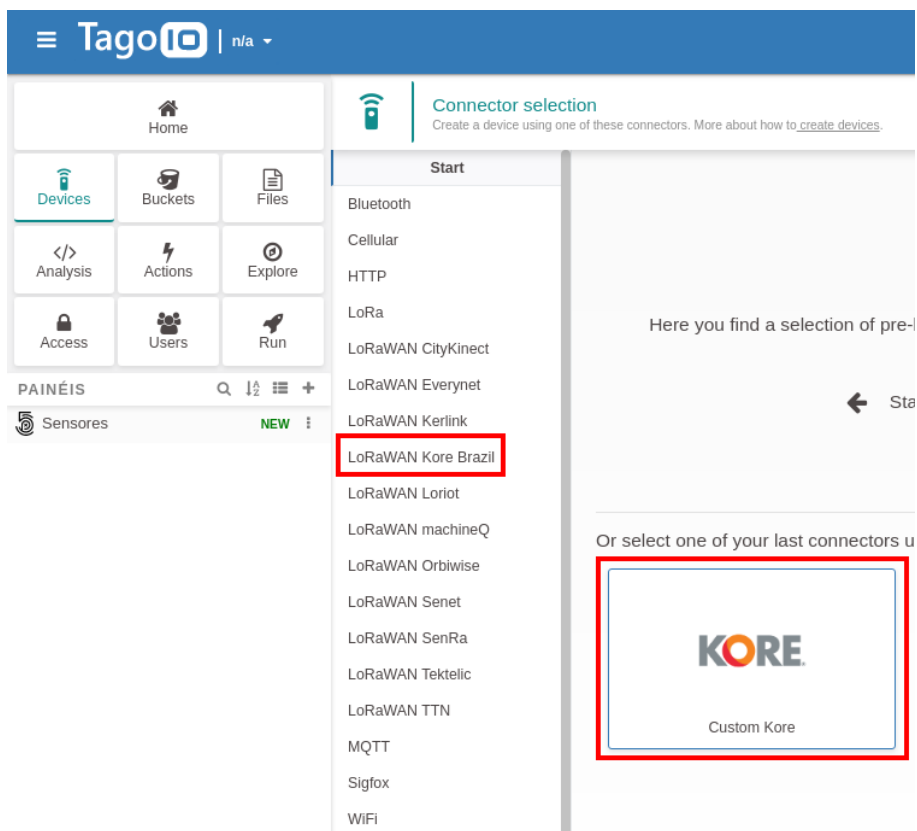 TagoIO | n/a
Home
Devices
Buckets
Files
</>
Analysis
Actions
Explore
Access
Users
Run
PAINÉIS
Sensores
NEW
Connector selection
Create a device using one of these connectors. More about how to create devices.
Start
Bluetooth
Cellular
HTTP
LoRa
LoRaWAN CityKinect
LoRaWAN Everynet
LoRaWAN Kerlink
LoRaWAN Kore Brazil
LoRaWAN Loriot
LoRaWAN machineQ
LoRaWAN Orbiwise
LoRaWAN Senet
LoRaWAN SenRa
LoRaWAN Tektelic
LoRaWAN TTN
MQTT
Sigfox
WiFi
Here you find a selection of pre-
Sta
Or select one of your last connectors u
KORE
Custom Kore